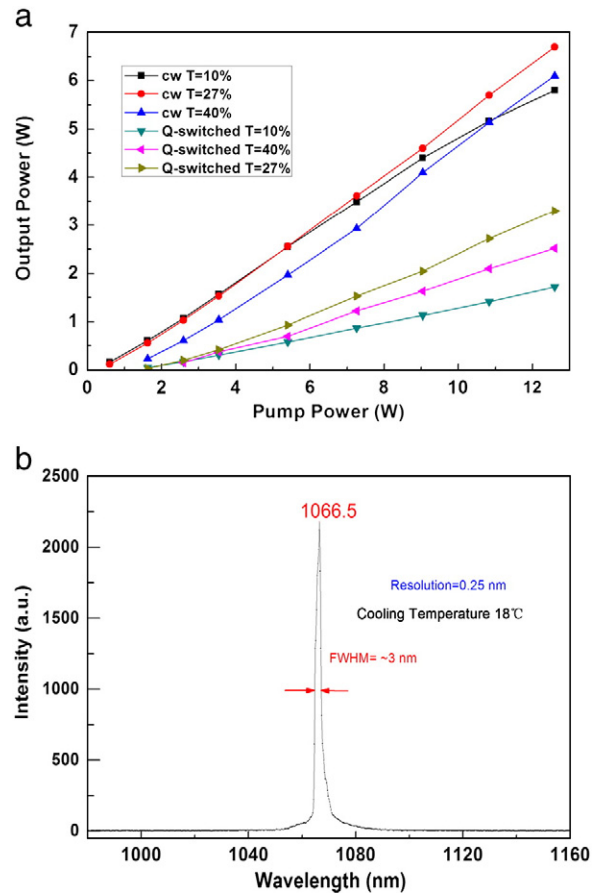 a
7
6
5
4
3
2
1
0
Output Power (W)
cw T=10%
cw T=27%
cw T=40%
Q-switched T=10%
Q-switched T=40%
Q-switched T=27%
0 2 4 6 8 10 12
Pump Power (W)
b
2500
2000
1500
1000
500
0
Intensity (a.u.)
1066.5
Resolution=0.25 nm
Cooling Temperature 18℃
FWHM= ~3 nm
1000 1040 1080 1120 1160
Wavelength (nm)